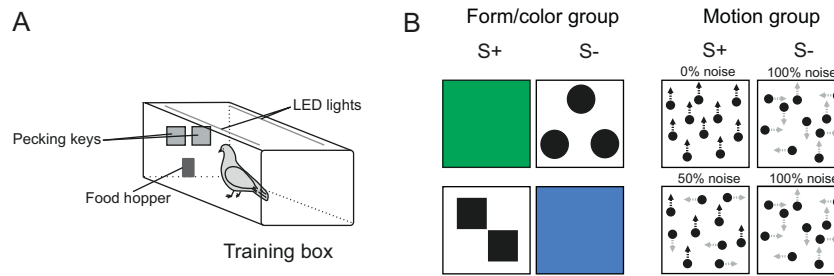 A
LED lights
Pecking keys
Food hopper
Training box
B
Form/color group
Motion group
S+
S-
S+
S-
0% noise
100% noise
50% noise
100% noise